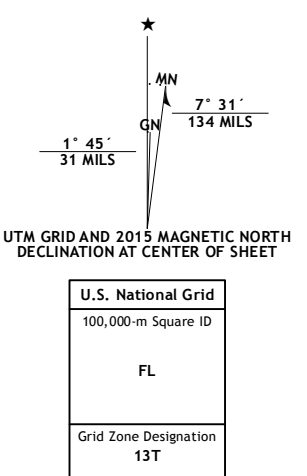 ★
MN
7° 31´
134 MILS
GN
1° 45´
31 MILS
UTM GRID AND 2015 MAGNETIC NORTH
DECLINATION AT CENTER OF SHEET
U.S. National Grid
100,000-m Square ID
FL
Grid Zone Designation
13T